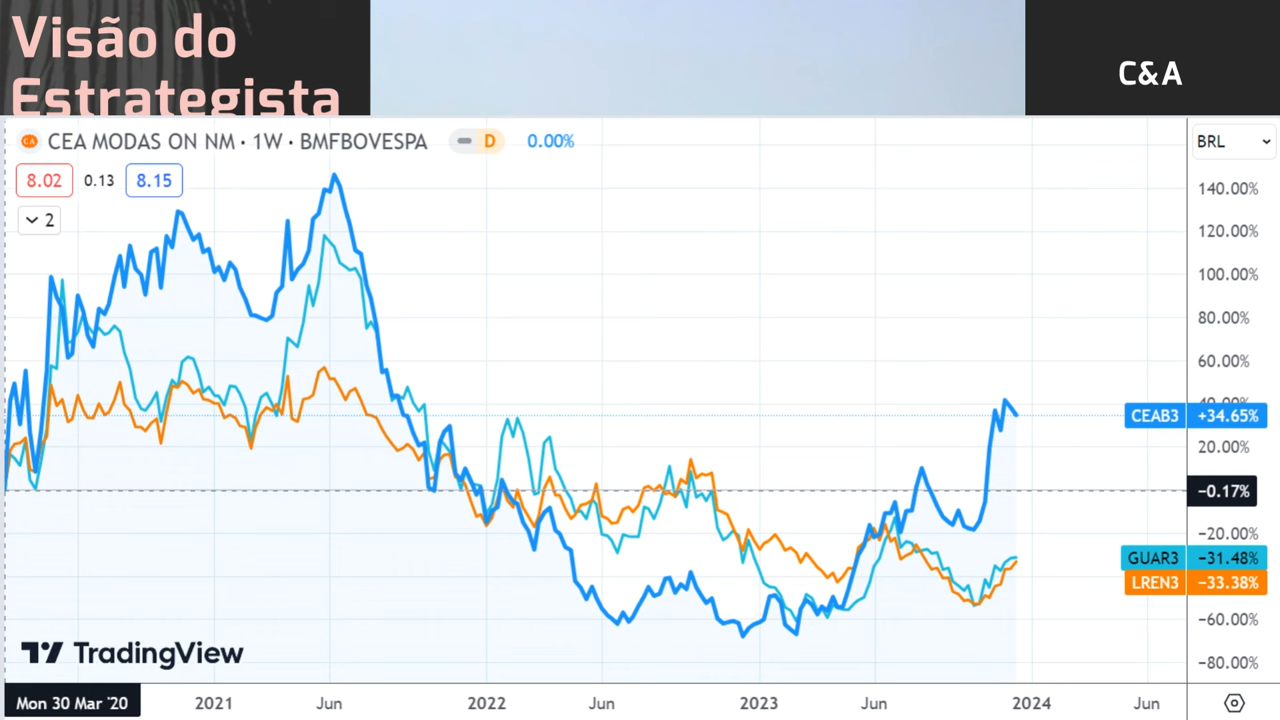 Visão do
Estrategista
C&A
CEA MODAS ON NM · 1W · BMFBOVESPA D 0.00%
BRL
8.02 0.13 8.15
2
140.00%
120.00%
100.00%
80.00%
60.00%
40.00%
CEAB3 +34.65%
20.00%
−0.17%
−20.00%
GUAR3 −31.48%
LREN3 −33.38%
−60.00%
−80.00%
TradingView
Mon 30 Mar '20 2021 Jun 2022 Jun 2023 Jun 2024 Jun